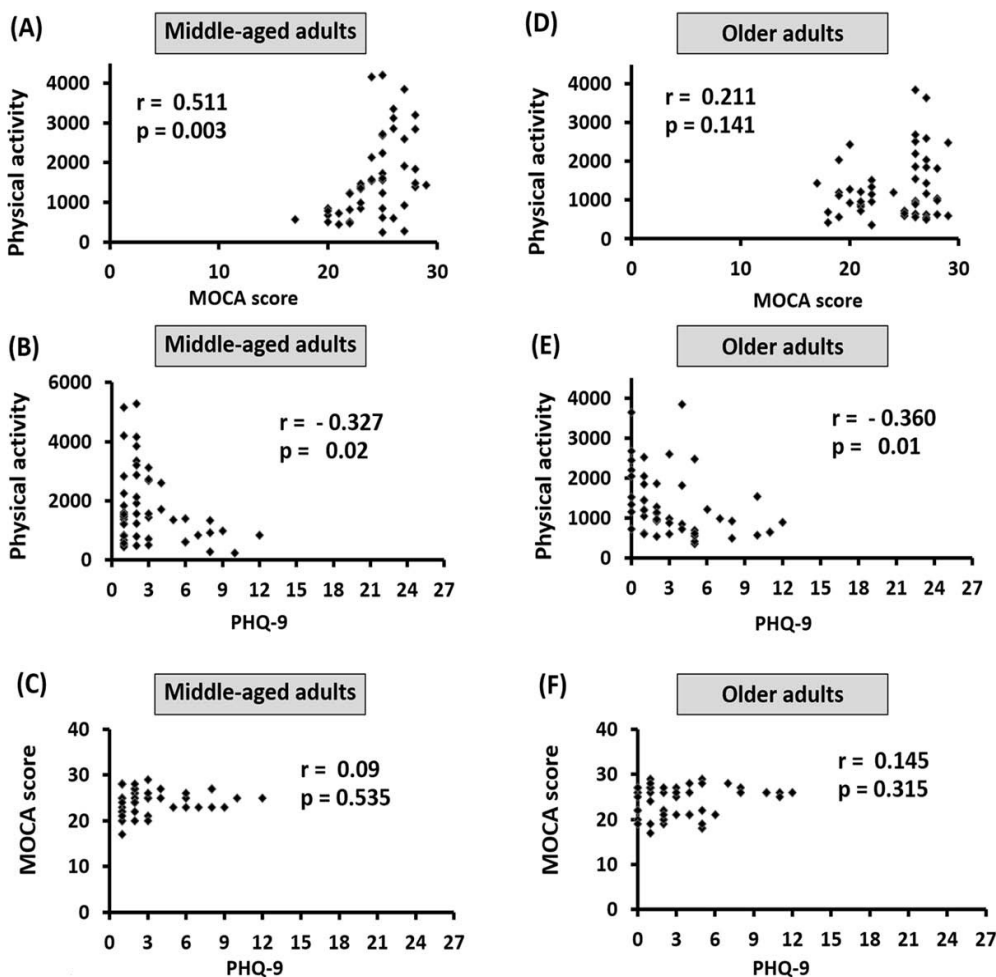 (A)
Middle-aged adults
Physical activity
4000
3000
2000
1000
0
r = 0.511
p = 0.003
0 10 20 30
MOCA score
(D)
Older adults
Physical activity
4000
3000
2000
1000
0
r = 0.211
p = 0.141
0 10 20 30
MOCA score
(B)
Middle-aged adults
Physical activity
6000
4000
2000
0
r = - 0.327
p = 0.02
0 3 6 9 12 15 18 21 24 27
PHQ-9
(E)
Older adults
Physical activity
4000
3000
2000
1000
0
r = - 0.360
p = 0.01
0 3 6 9 12 15 18 21 24 27
PHQ-9
(C)
Middle-aged adults
MOCA score
40
30
20
10
0
r = 0.09
p = 0.535
0 3 6 9 12 15 18 21 24 27
PHQ-9
(F)
Older adults
MOCA score
40
30
20
10
0
r = 0.145
p = 0.315
0 3 6 9 12 15 18 21 24 27
PHQ-9